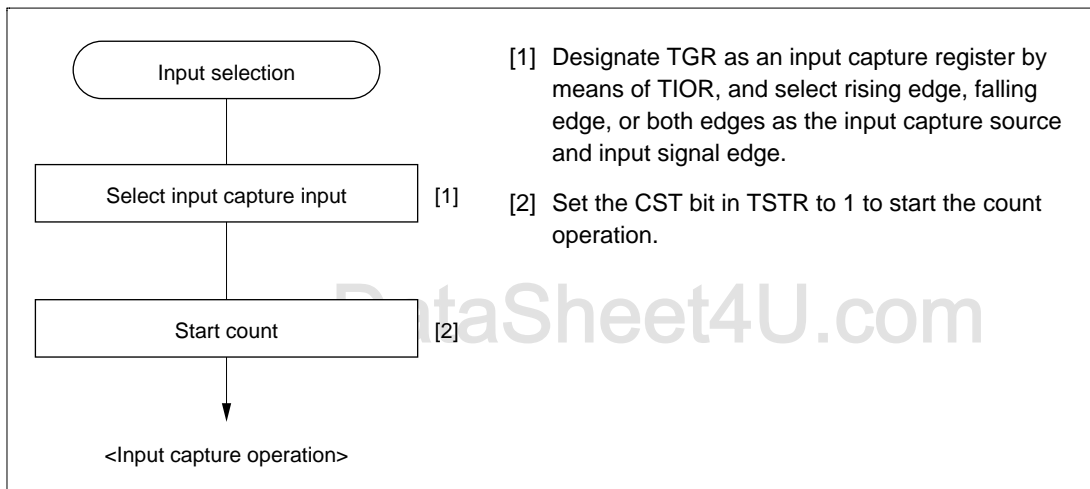 Input selection
Select input capture input
[1]
Start count
[2]
<Input capture operation>
[1] Designate TGR as an input capture register by
means of TIOR, and select rising edge, falling
edge, or both edges as the input capture source
and input signal edge.
[2] Set the CST bit in TSTR to 1 to start the count
operation.
DataSheet4U.com